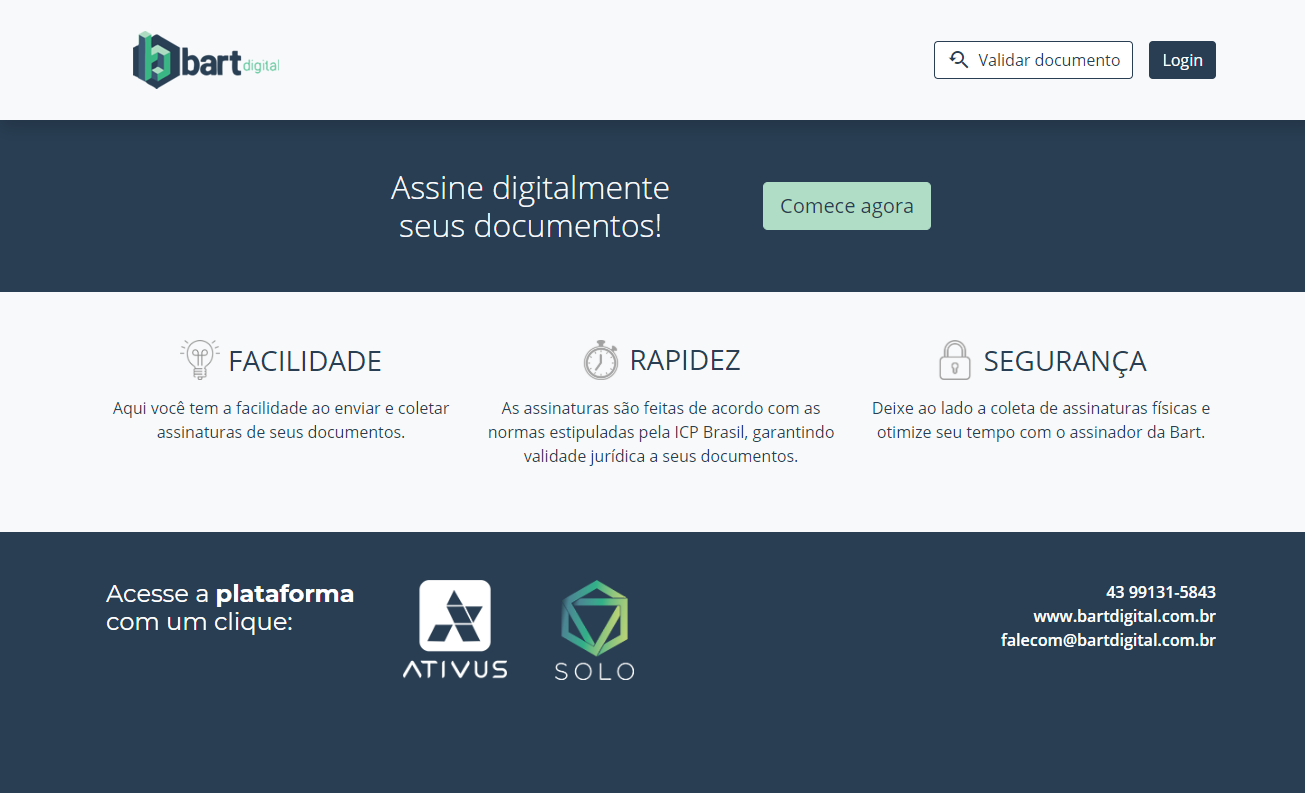 bart digital
Validar documento
Login
Assine digitalmente
seus documentos!
Comece agora
FACILIDADE
Aqui você tem a facilidade ao enviar e coletar
assinaturas de seus documentos.
RAPIDEZ
As assinaturas são feitas de acordo com as
normas estipuladas pela ICP Brasil, garantindo
validade jurídica a seus documentos.
SEGURANÇA
Deixe ao lado a coleta de assinaturas físicas e
otimize seu tempo com o assinador da Bart.
Acesse a plataforma
com um clique:
ATIVUS
SOLO
43 99131-5843
www.bartdigital.com.br
falecom@bartdigital.com.br